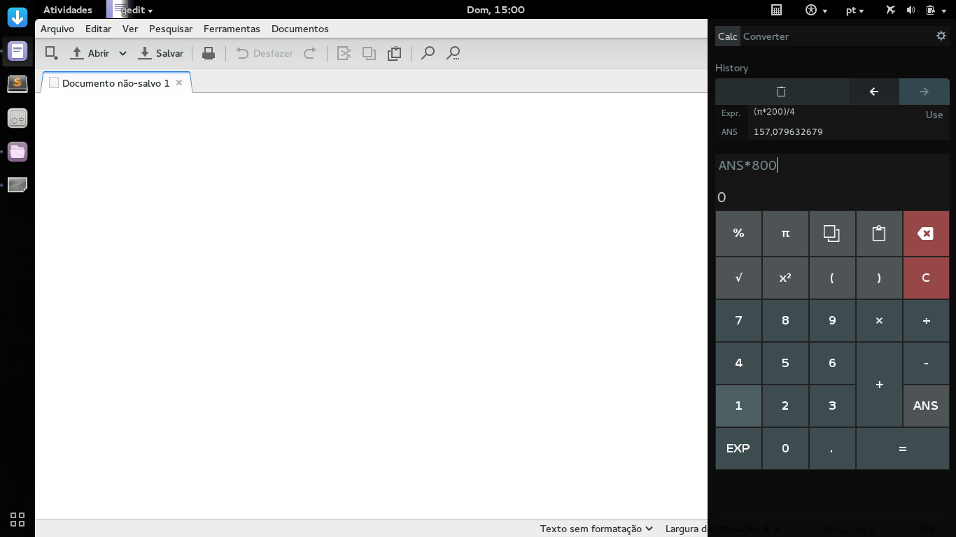 Atividades gedit Dom, 15:00 pt
Arquivo Editar Ver Pesquisar Ferramentas Documentos
Abrir Salvar Desfazer
Documento não-salvo 1
Calc Converter
History
Expr. (π*200)/4 Use
ANS 157,079632679
ANS*800
0
% π
√ x² ( ) C
7 8 9 × ÷
4 5 6 + -
1 2 3 ANS
EXP 0 . =
Texto sem formatação Largura da